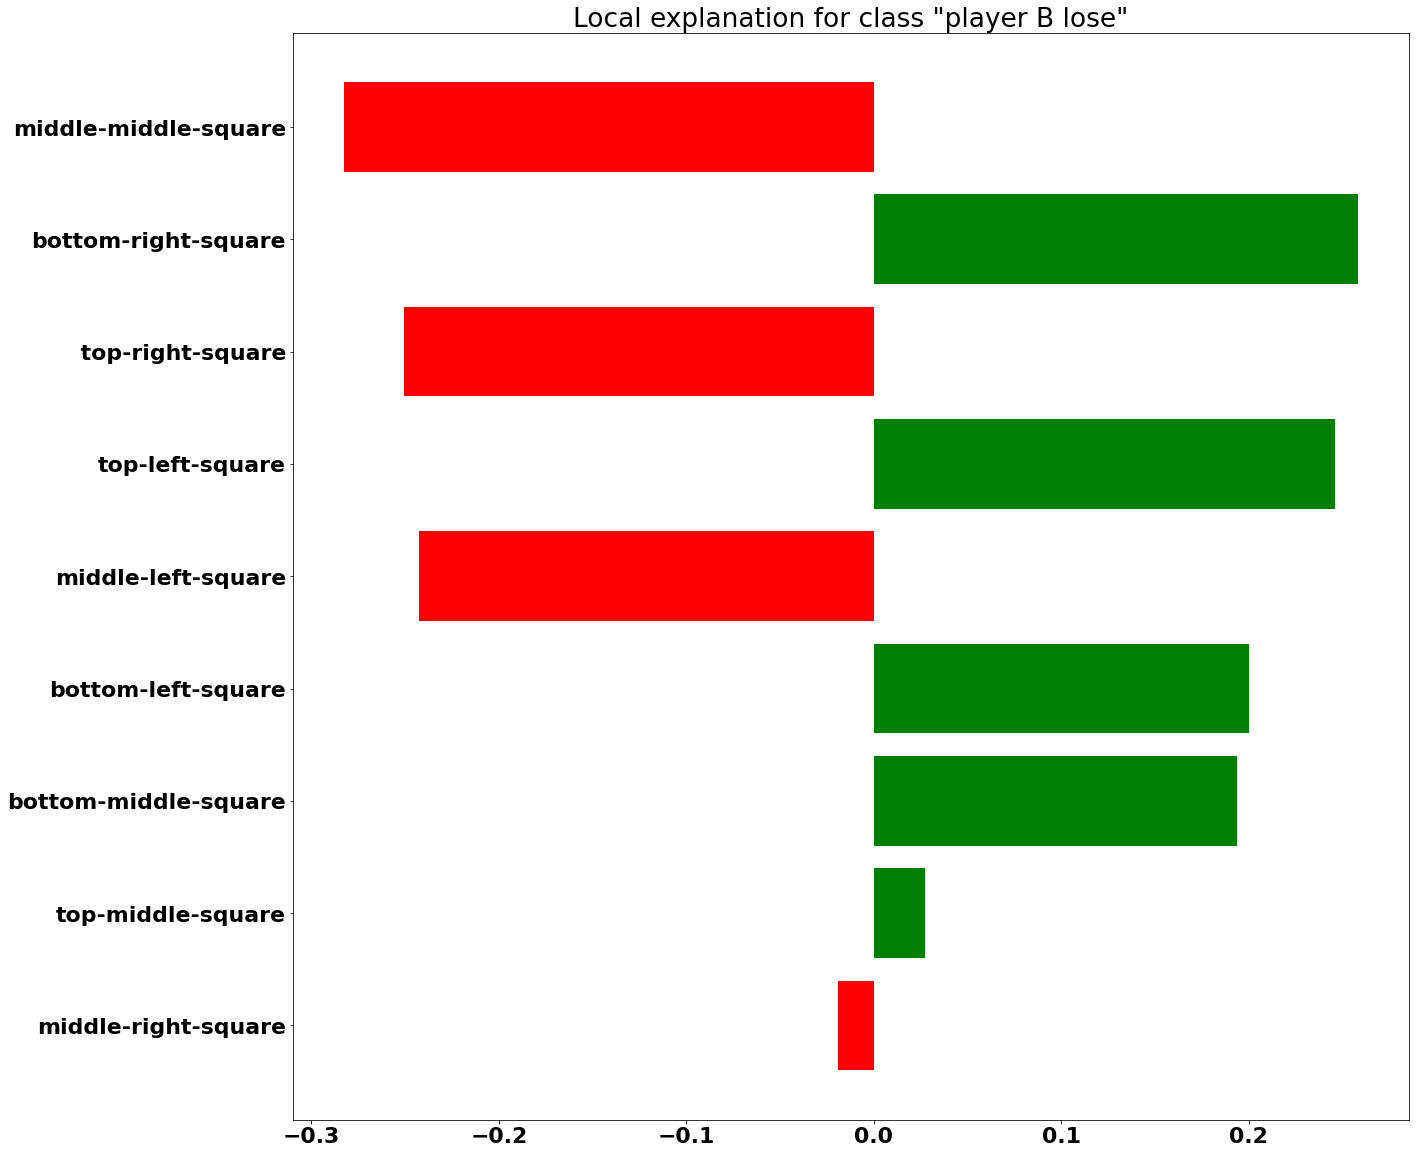 Local explanation for class "player B lose"
middle-middle-square
bottom-right-square
top-right-square
top-left-square
middle-left-square
bottom-left-square
bottom-middle-square
top-middle-square
middle-right-square
−0.3 −0.2 −0.1 0.0 0.1 0.2